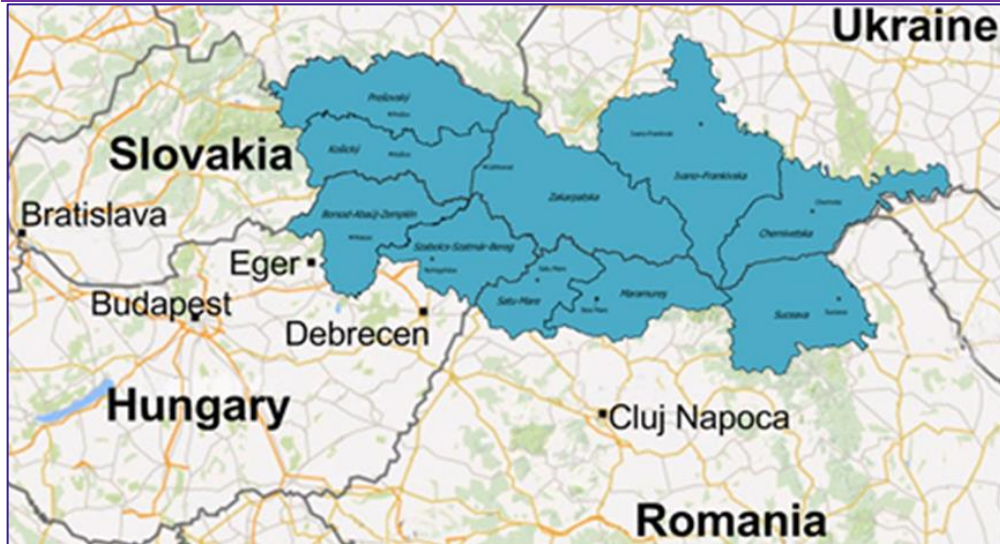 Ukraine
Prešovský
Slovakia
Košický
Ivano-Frankivska
Zakarpatska
Bratislava
Borsod-Abaúj-Zemplén
Chernivetska
Eger
Szabolcs-Szatmár-Bereg
Satu-Mare
Maramureş
Suceava
Budapest
Debrecen
Hungary
Cluj Napoca
Romania